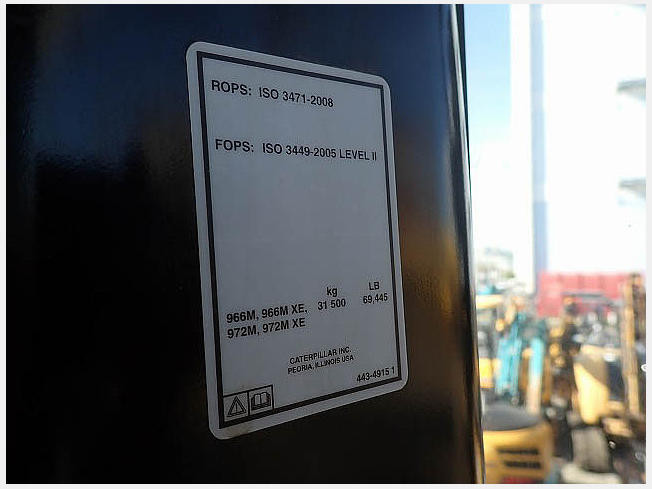 ROPS: ISO 3471-2008
FOPS: ISO 3449-2005 LEVEL II
kg LB
966M, 966M XE, 31 500 69,445
972M, 972M XE
CATERPILLAR INC.
PEORIA, ILLINOIS USA
443-4915 1